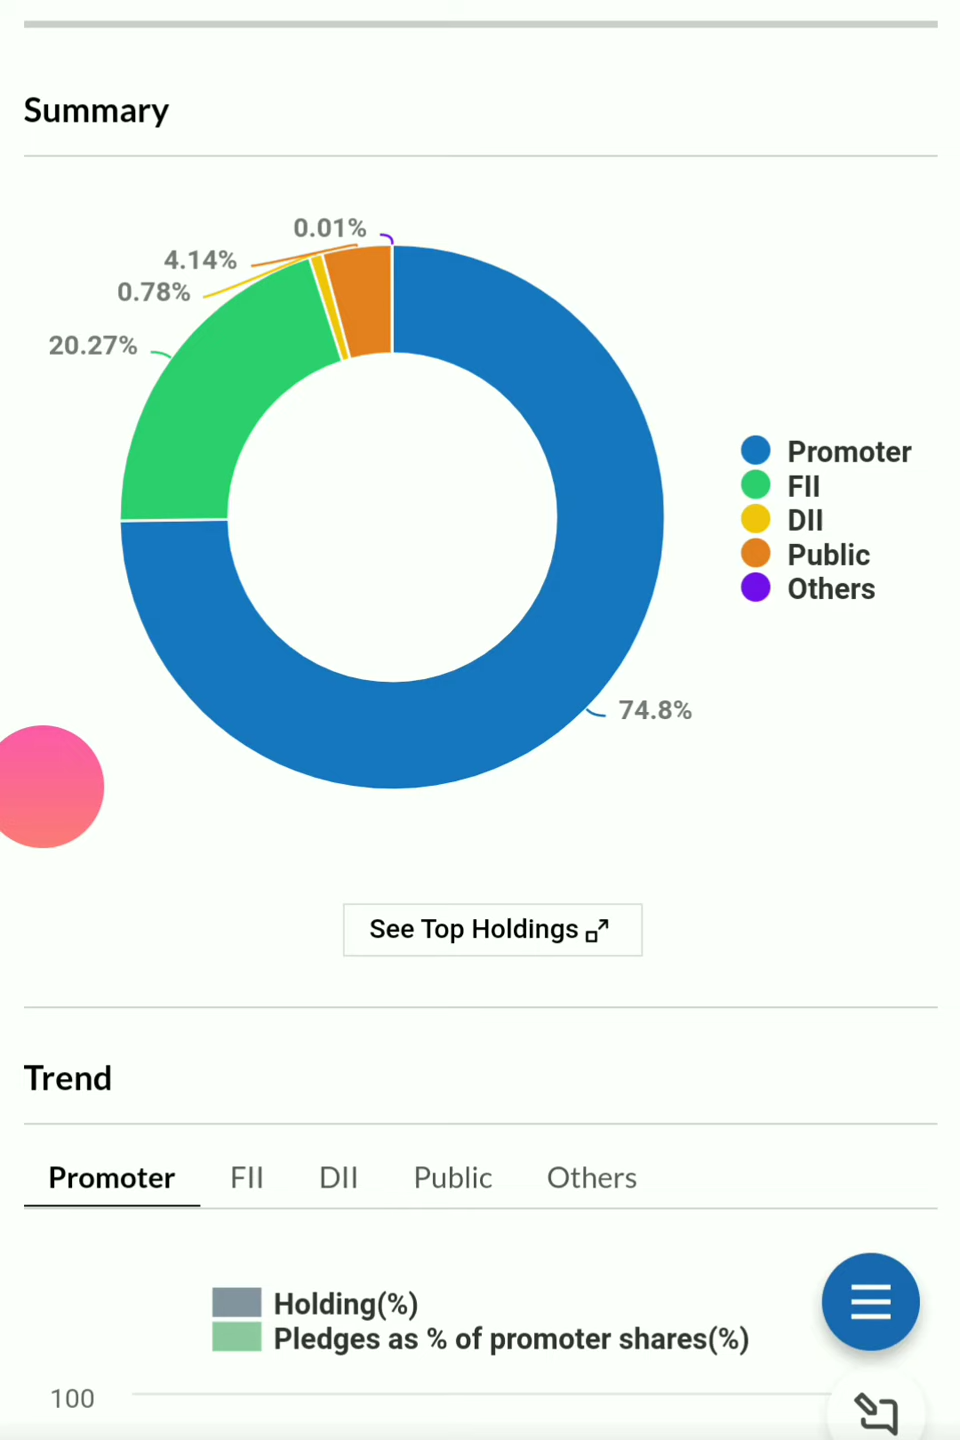 Summary
0.01%
4.14%
0.78%
20.27%
Promoter
FII
DII
Public
Others
74.8%
See Top Holdings
Trend
Promoter FII DII Public Others
Holding(%)
Pledges as % of promoter shares(%)
100